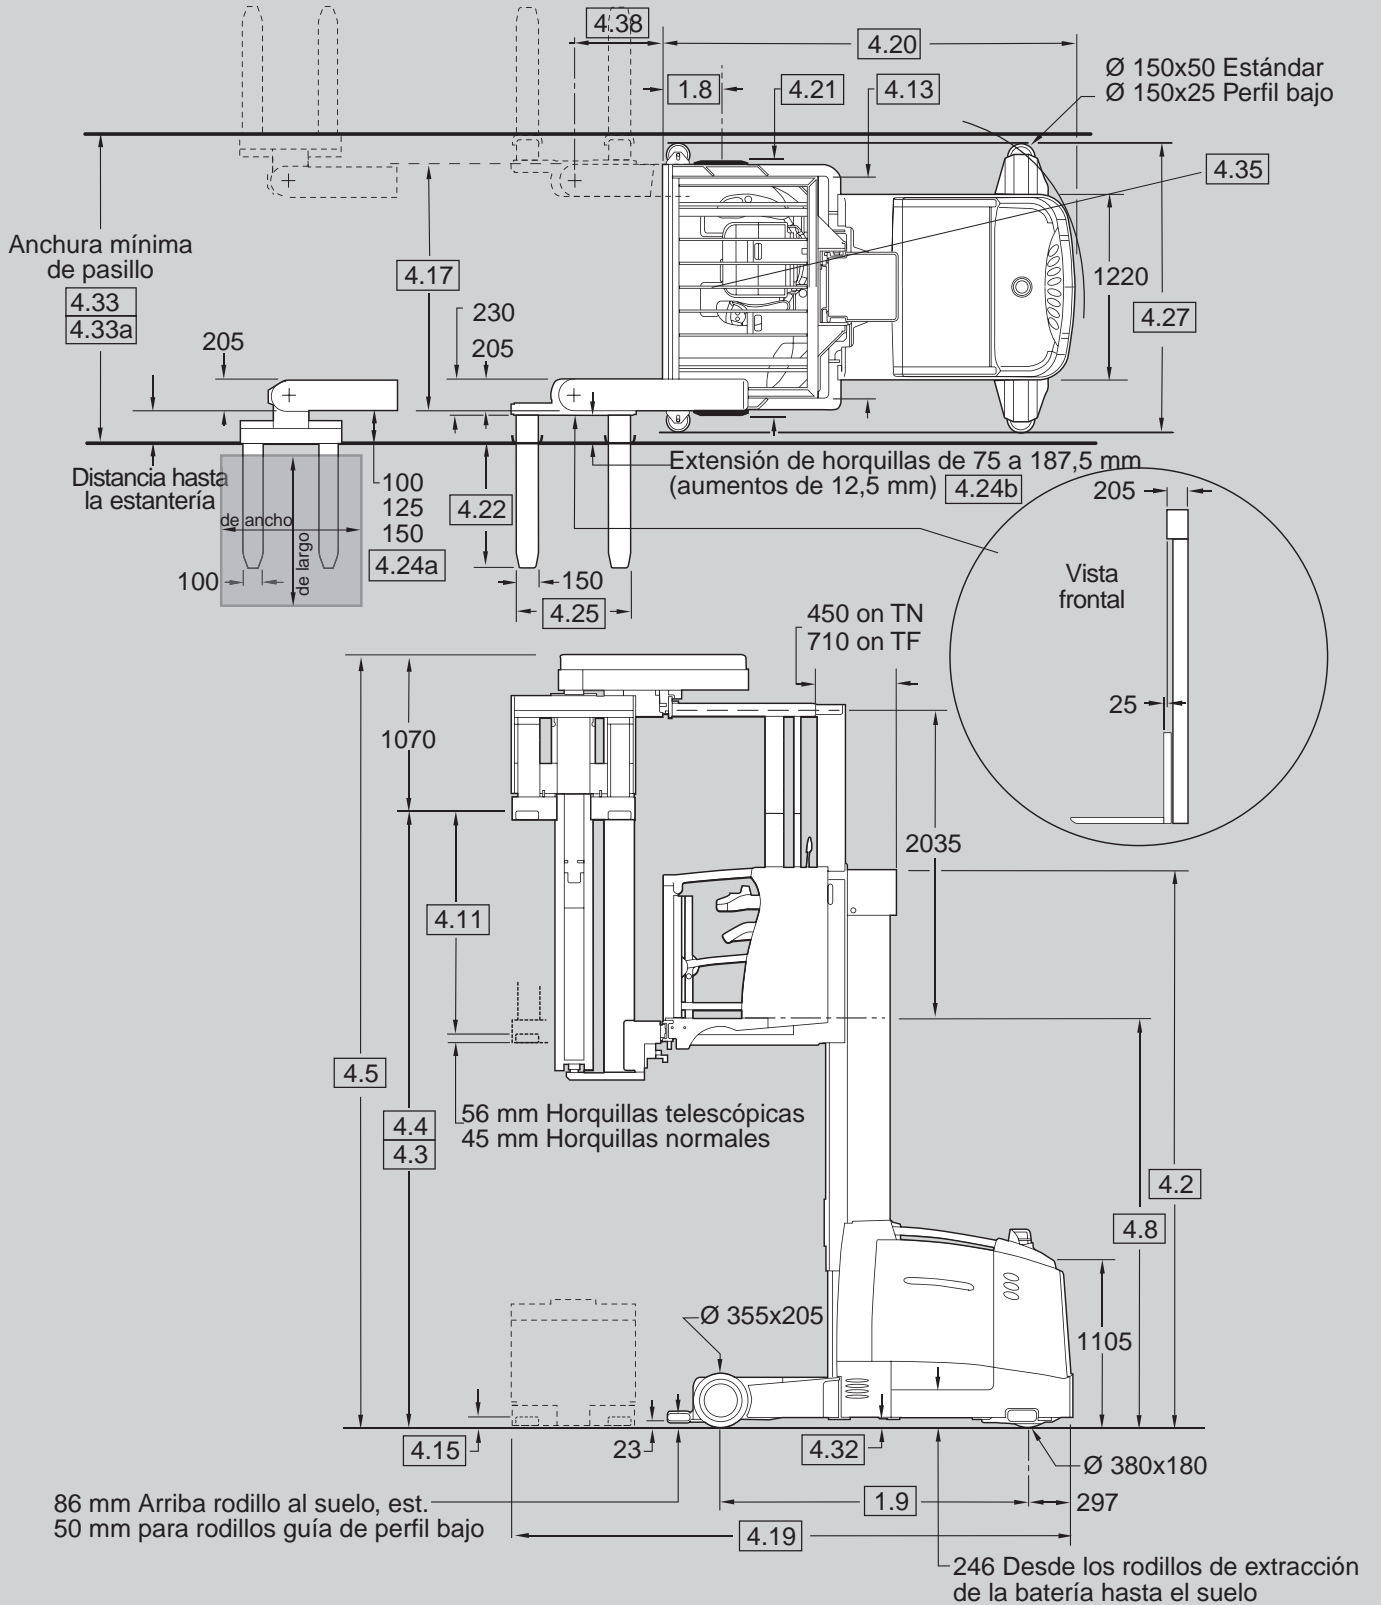 4.38
4.20
Ø 150x50 Estándar
Ø 150x25 Perfil bajo
1.8
4.21
4.13
4.35
Anchura mínima
de pasillo
4.33
4.33a
4.17
1220
4.27
230
205
205
Distancia hasta
la estantería
de ancho
de largo
100
100
125
150
4.24a
4.22
150
4.25
Extensión de horquillas de 75 a 187,5 mm
(aumentos de 12,5 mm) 4.24b
205
Vista
frontal
25
450 on TN
710 on TF
1070
2035
4.11
4.5
4.4
4.3
56 mm Horquillas telescópicas
45 mm Horquillas normales
4.2
4.8
Ø 355x205
1105
4.15
23
4.32
Ø 380x180
86 mm Arriba rodillo al suelo, est.
50 mm para rodillos guía de perfil bajo
1.9
297
4.19
246 Desde los rodillos de extracción
de la batería hasta el suelo